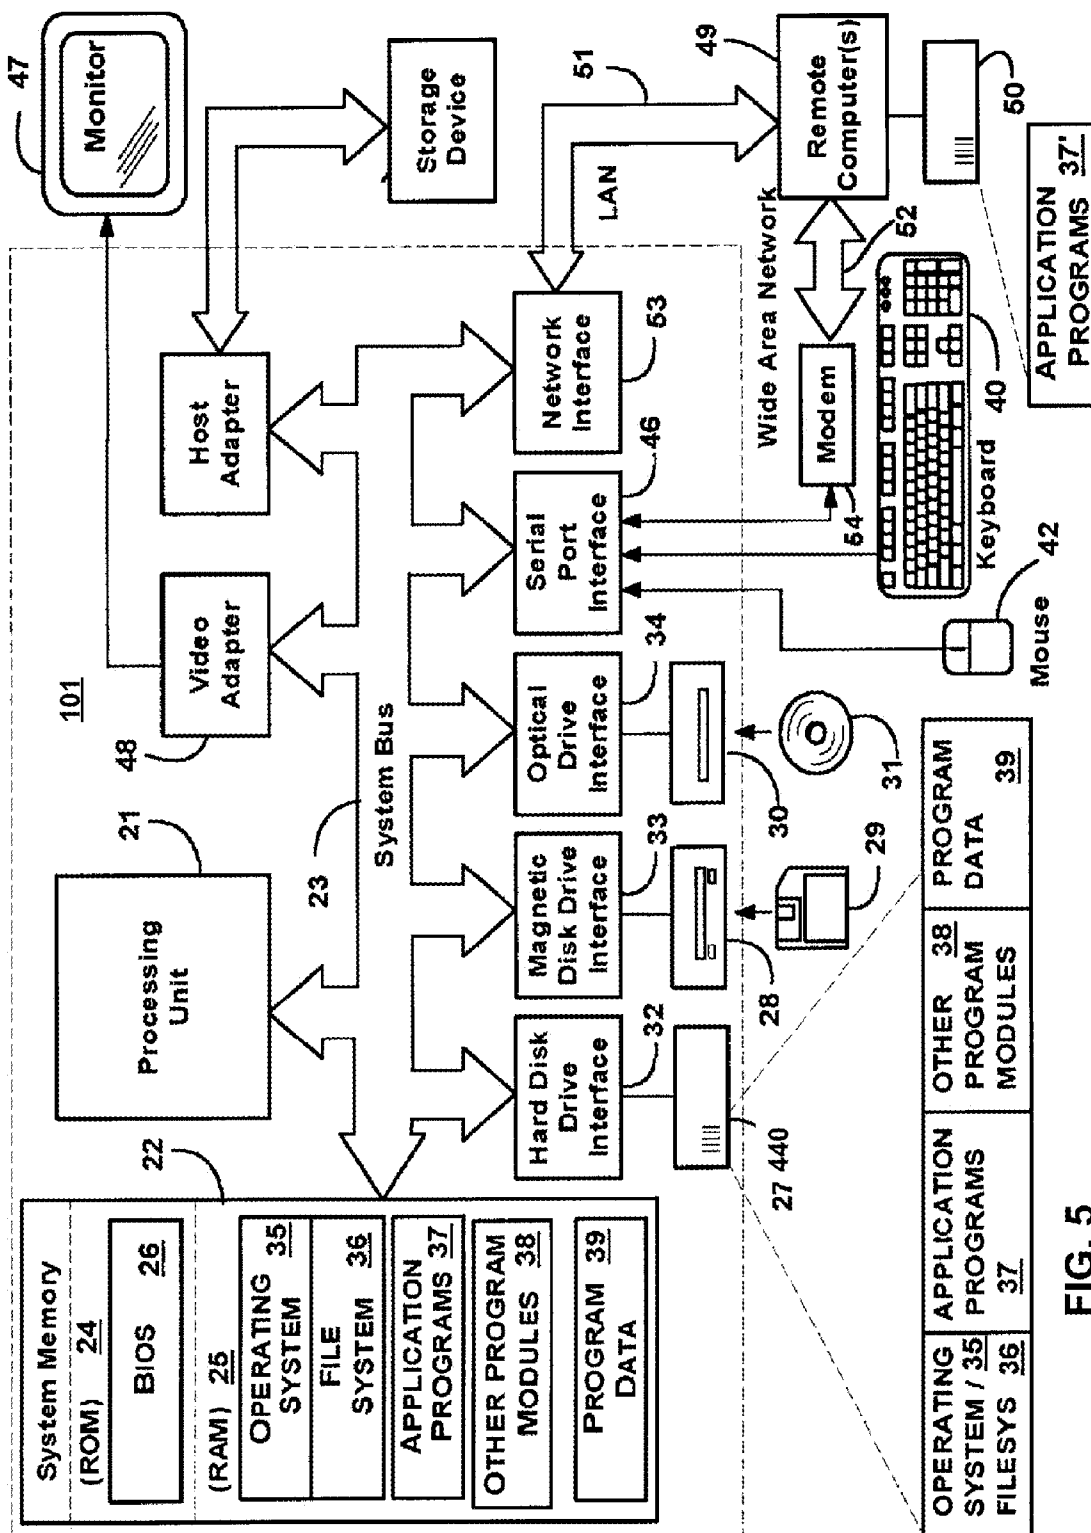 System Memory
(ROM) 24
BIOS 26
(RAM) 25
OPERATING
SYSTEM 35
FILE
SYSTEM 36
APPLICATION
PROGRAMS 37
OTHER PROGRAM
MODULES 38
PROGRAM
DATA 39
22
Processing
Unit
21
101
48
Video
Adapter
Host
Adapter
47
Monitor
Storage
Device
23
System Bus
Hard Disk
Drive
Interface
32
Magnetic
Disk Drive
Interface
33
Optical
Drive
Interface
34
Serial
Port
Interface
46
Network
Interface
53
LAN
51
49
Remote
Computer(s)
50
Wide Area Network
52
Modem
54
27 440
28
29
30
31
Keyboard
40
Mouse
42
OPERATING
SYSTEM / 35
FILESYS 36
APPLICATION
PROGRAMS
37
OTHER 38
PROGRAM
MODULES
PROGRAM
DATA
39
APPLICATION
PROGRAMS 37'
FIG. 5